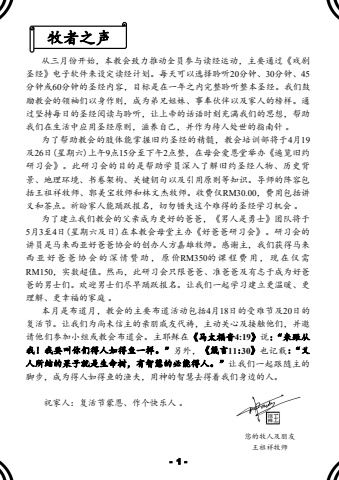 牧者之声
从三月份开始,本教会致力推动会员参与读经运动,主要通过《戏剧
圣经》电子软件来设定读经计划。每天可以选择聆听20分钟、30分钟、45
分钟或60分钟的圣经内容,目标是在一年之内完整聆听整本圣经。我们鼓
励教会的领袖们以身作则,成为弟兄姐妹、事奉伙伴以及家人的榜样。通
过坚持每日的圣经阅读与聆听,让上帝的话语时刻充满我们的思想,帮助
我们在生活中应用圣经原则,滋养自己,并作为待人处世的指南针。
为了帮助教会的肢体能掌握旧约圣经的精髓,教会培训部将于4月19
及26日(星期六)上午9点15分至下午2点整,在母会爱恩堂举办《遍览旧约
研习会》。此研习会的目的是帮助学员深入了解旧约圣经人物、历史背
景、地理环境、书卷架构、关键钥句以及引用原则等知识。导师的阵容包
括王祖祥牧师、郭美宝牧师和林文杰牧师。收费仅RM30.00,费用包括讲
义和茶点。祈盼家人能踊跃报名,切勿错失这个难得的圣经学习机会。
为了建立我们教会的父亲成为更好的爸爸,《男人是勇士》团队将于
5月3至4日(星期六及日)在本教会母堂主办《好爸爸研习会》。研习会的
讲员是马来西亚好爸爸协会的创办人方嘉雄牧师。感谢主,我们获得马来
西亚好爸爸协会的深情赞助,原价RM350的课程费用,现在仅需
RM150,实款超值。然而,此研习会只限爸爸、准爸爸及有志于成为好爸
爸的男士们。欢迎男士们尽早踊跃报名。让我们一起学习建立更温暖、更
理解、更幸福的家庭。
本月是布道月,教会的主要布道活动包括4月18日的受难节及20日的
复活节。让我们为尚未信主的亲朋戚友代祷,主动关心及接触他们,并邀
请他们参加小组或教会布道会。主耶稣在《马太福音4:19》说:“来跟从
我!我要叫你们得人如得鱼一样。”另外,《箴言11:30》也记载:“义
人所结的果子就是生命树,有智慧的必能得人。”让我们一起跟随主的
脚步,成为得人如得鱼的渔夫,用神的智慧去得着我们身边的人。
祝家人:复活节蒙恩、作个快乐人。
您的牧人及朋友
王祖祥牧师
- 1 -